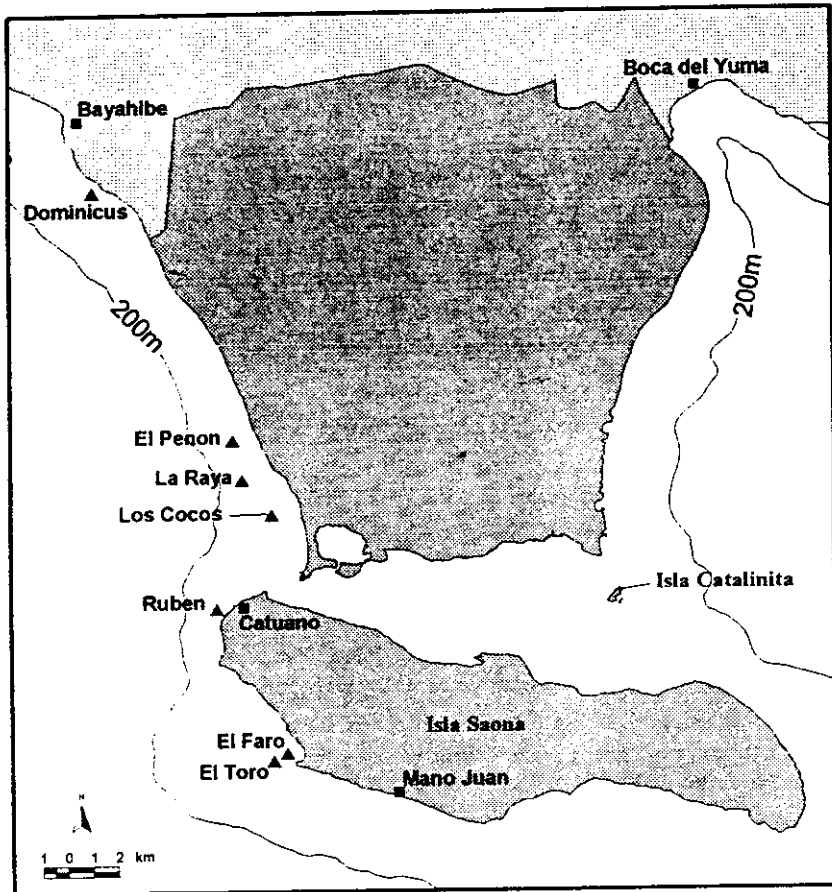 Boca del Yuma
Bayahibe
Dominicus
200m
200m
El Penon
La Raya
Los Cocos
Isla Catalinita
Ruben
Catuano
Isla Saona
El Faro
El Toro
Mano Juan
N
1 0 1 2 km